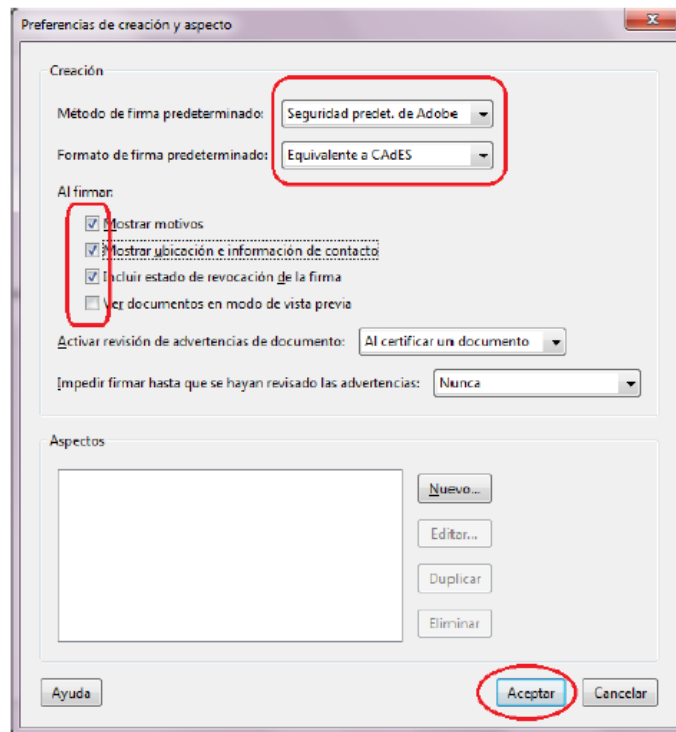 Preferencias de creación y aspecto
Creación
Método de firma predeterminado: Seguridad predet. de Adobe
Formato de firma predeterminado: Equivalente a CAdES
Al firmar:
Mostrar motivos
Mostrar ubicación e información de contacto
Incluir estado de revocación de la firma
Ver documentos en modo de vista previa
Activar revisión de advertencias de documento: Al certificar un documento
Impedir firmar hasta que se hayan revisado las advertencias: Nunca
Aspectos
Nuevo...
Editar...
Duplicar
Eliminar
Ayuda Aceptar Cancelar